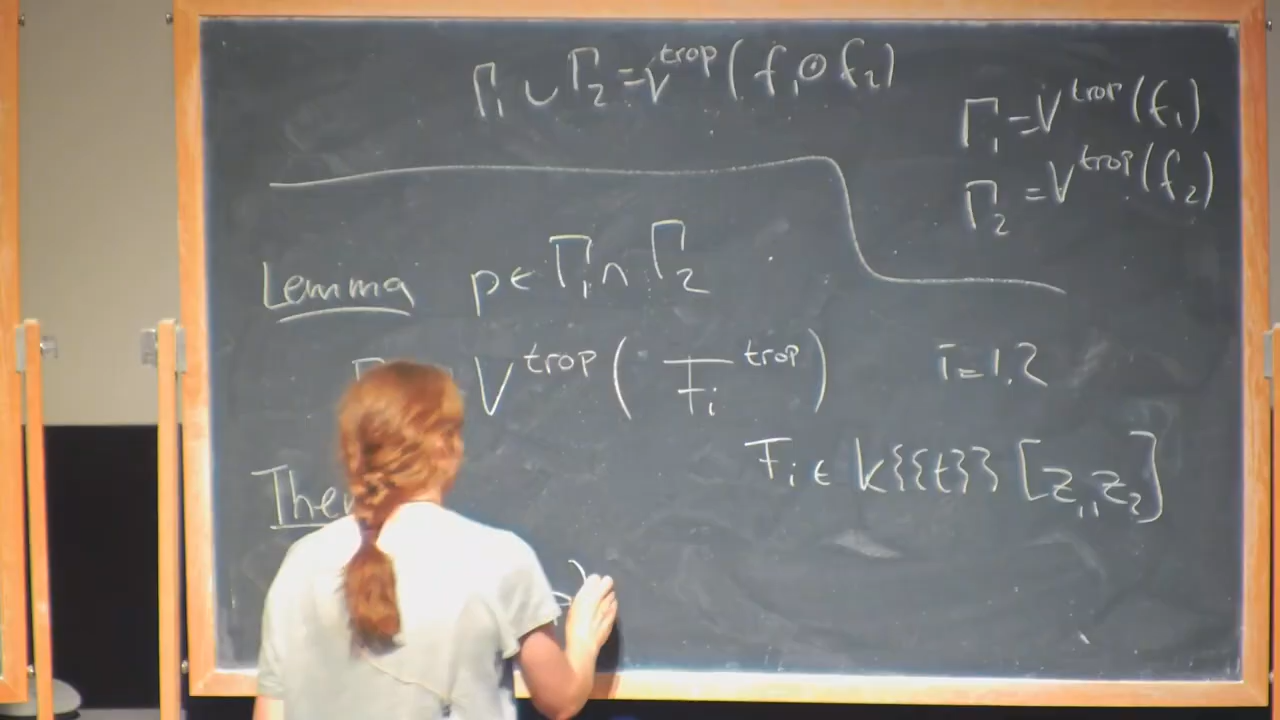 Γ₁ ∪ Γ₂ = V^trop(f₁ ⊙ f₂)
Γ₁ = V^trop(f₁)
Γ₂ = V^trop(f₂)
Lemma p ∈ Γ₁ ∩ Γ₂
V^trop(F_i^trop) i=1,2
F_i ∈ k{{t}}[z₁,z₂]